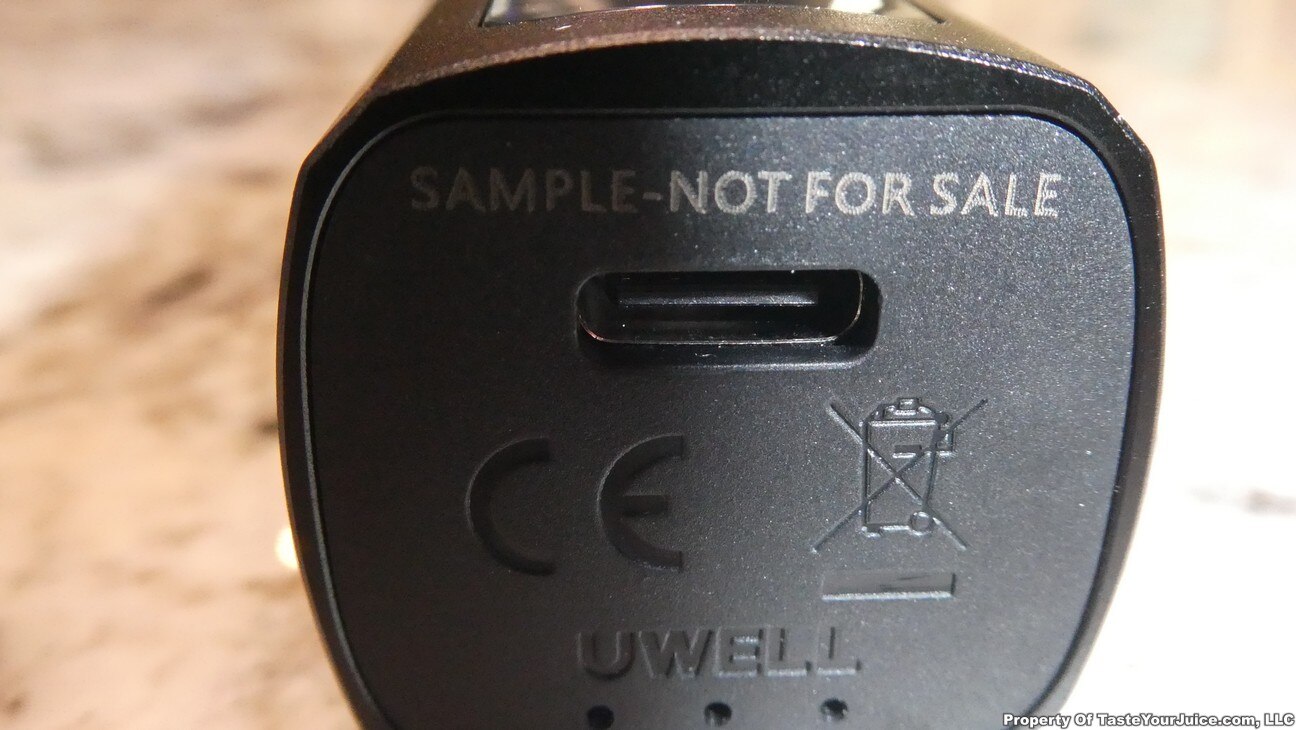 SAMPLE-NOT FOR SALE
CE
UWELL
Property Of TasteYourJuice.com, LLC